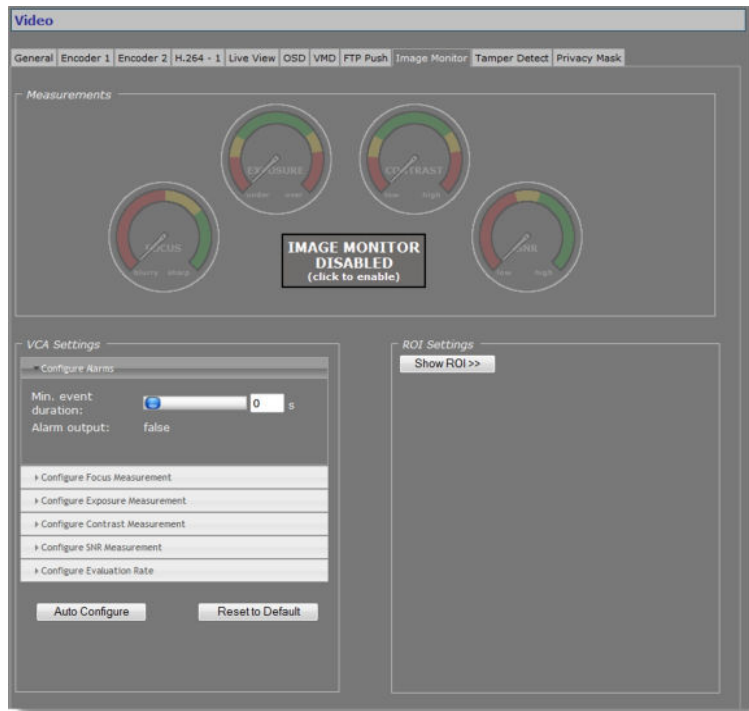 Video
General Encoder 1 Encoder 2 H.264 - 1 Live View OSD VMD FTP Push Image Monitor Tamper Detect Privacy Mask
Measurements
EXPOSURE
under over
CONTRAST
low high
FOCUS
blurry sharp
SNR
low high
IMAGE MONITOR
DISABLED
(click to enable)
VCA Settings
Configure Alarms
Min. event
duration:
0 s
Alarm output: false
Configure Focus Measurement
Configure Exposure Measurement
Configure Contrast Measurement
Configure SNR Measurement
Configure Evaluation Rate
Auto Configure Reset to Default
ROI Settings
Show ROI >>